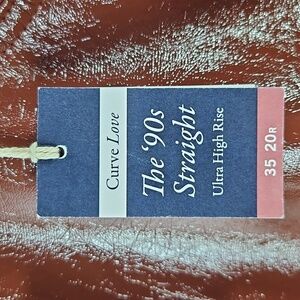 Curve Love
The '90s
Straight
Ultra High Rise
35 20R